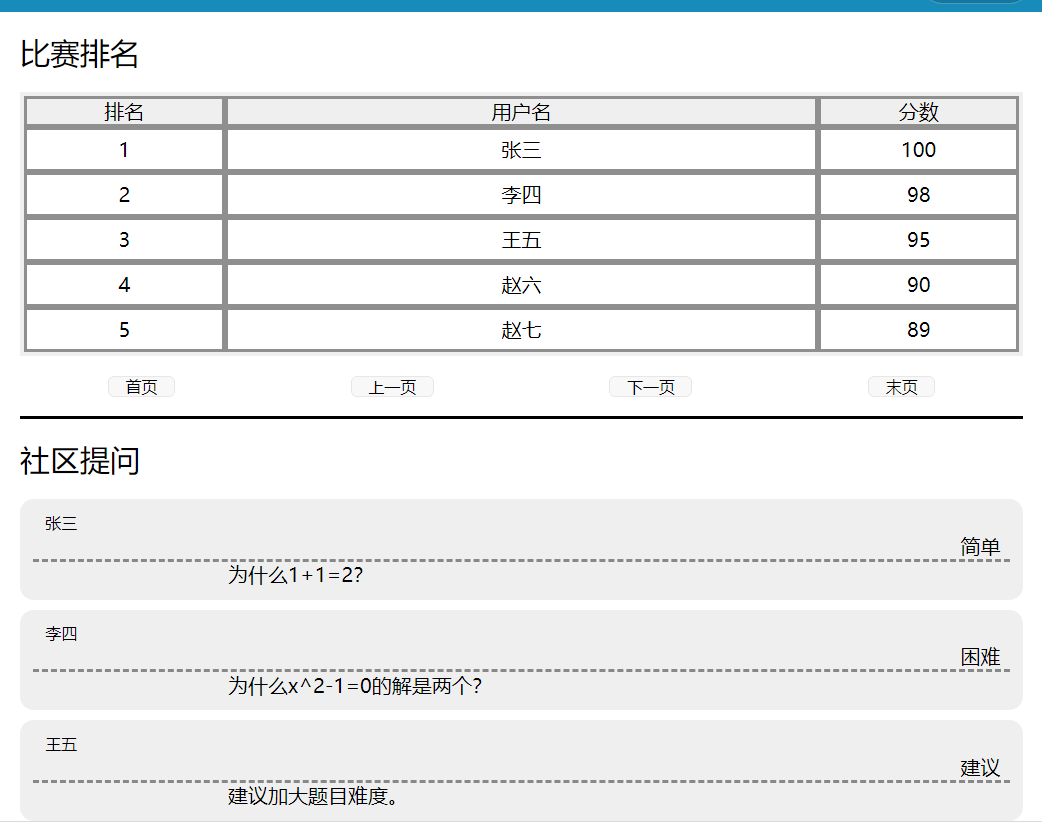 比赛排名
排名 用户名 分数
1 张三 100
2 李四 98
3 王五 95
4 赵六 90
5 赵七 89
首页 上一页 下一页 末页
社区提问
张三
简单
为什么1+1=2?
李四
困难
为什么x^2-1=0的解是两个?
王五
建议
建议加大题目难度。